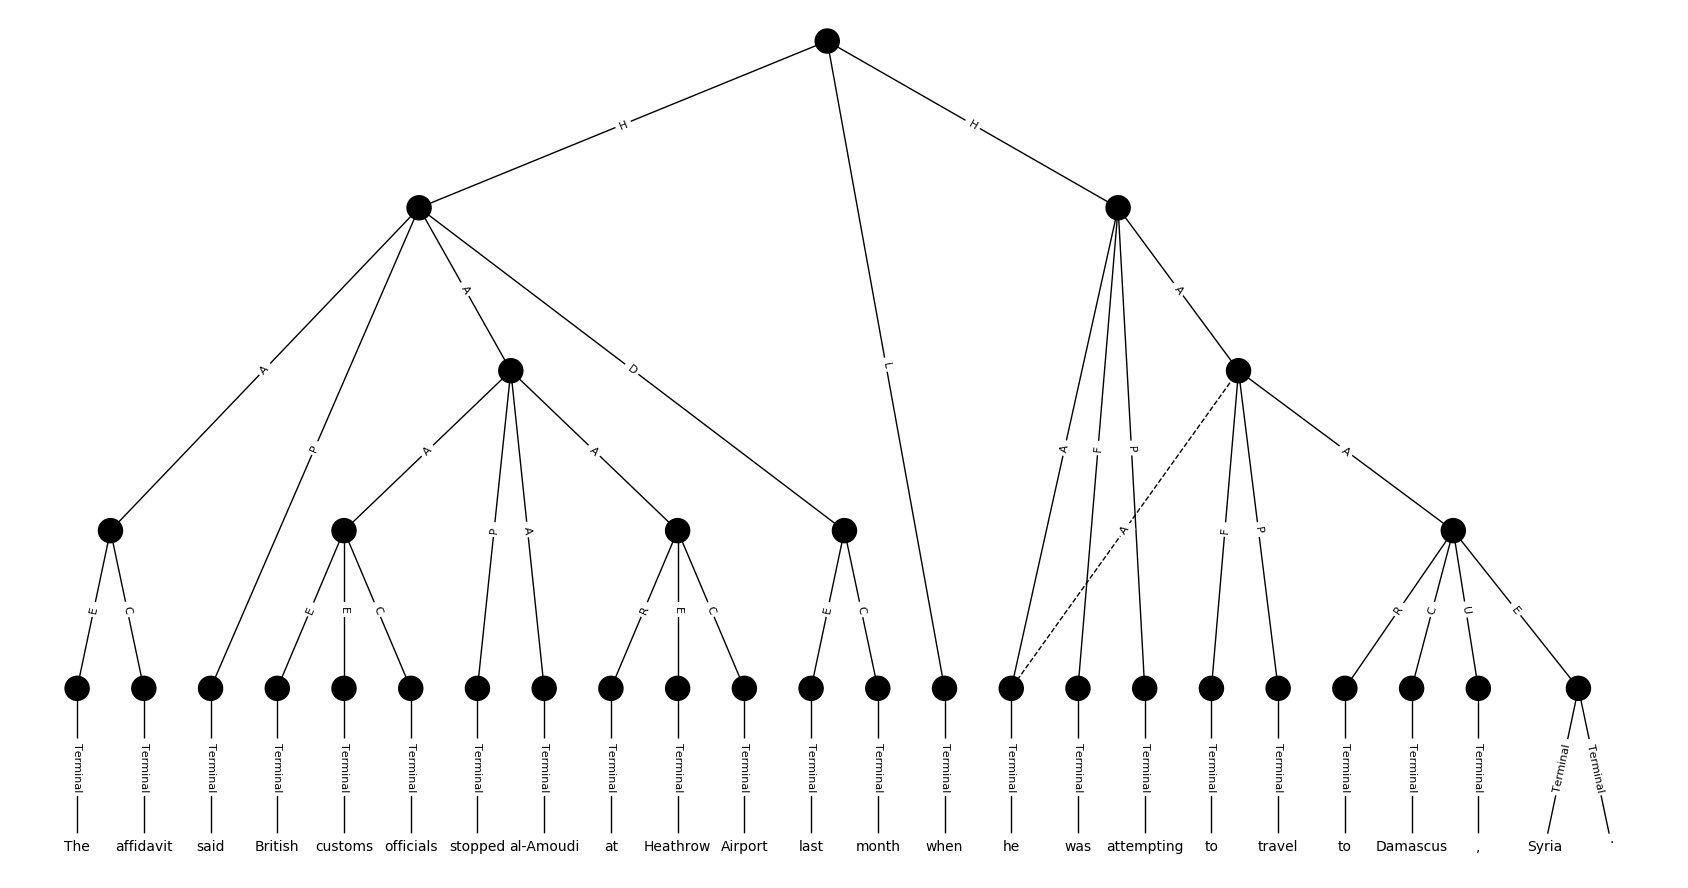 H H
A P A D L A F P A
A P A A A F P A
E C E E C R E C E C R C U E
Terminal Terminal Terminal Terminal Terminal Terminal Terminal Terminal Terminal Terminal Terminal Terminal Terminal Terminal Terminal Terminal Terminal Terminal Terminal Terminal Terminal Terminal Terminal Terminal
The affidavit said British customs officials stopped al-Amoudi at Heathrow Airport last month when he was attempting to travel to Damascus , Syria .